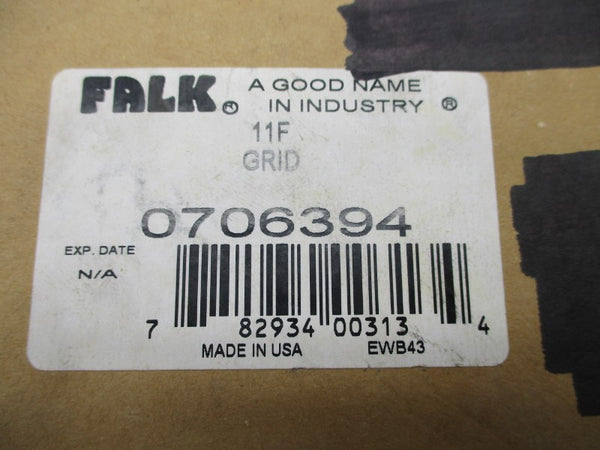 FALK® A GOOD NAME
IN INDUSTRY ®
11F
GRID
0706394
EXP. DATE
N/A
7 82934 00313 4
MADE IN USA EWB43